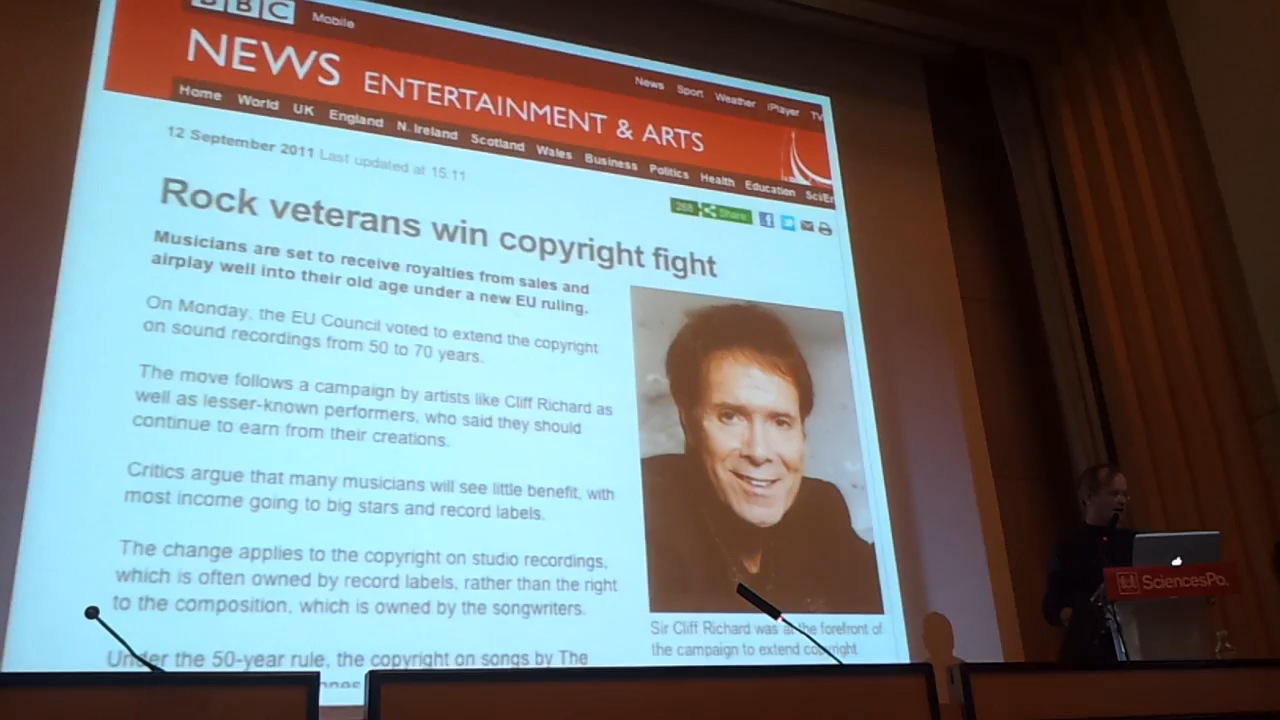 BBC Mobile
News Sport Weather iPlayer TV
NEWS ENTERTAINMENT & ARTS
Home World UK England N. Ireland Scotland Wales Business Politics Health Education
12 September 2011 Last updated at 15:11
268 Share
Rock veterans win copyright fight
Musicians are set to receive royalties from sales and
airplay well into their old age under a new EU ruling.
On Monday, the EU Council voted to extend the copyright
on sound recordings from 50 to 70 years.
The move follows a campaign by artists like Cliff Richard as
well as lesser-known performers, who said they should
continue to earn from their creations.
Critics argue that many musicians will see little benefit, with
most income going to big stars and record labels.
The change applies to the copyright on studio recordings,
which is often owned by record labels, rather than the right
to the composition, which is owned by the songwriters.
Under the 50-year rule, the copyright on songs by The
Sir Cliff Richard was at the forefront of
the campaign to extend copyright
SciencesPo.